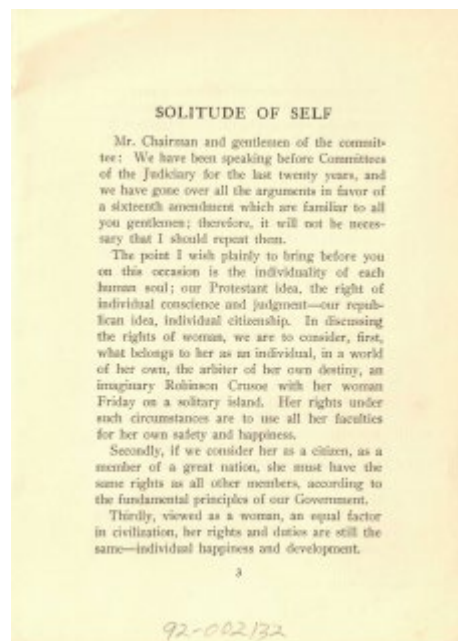 SOLITUDE OF SELF
Mr. Chairman and gentlemen of the commit-
tee: We have been speaking before Committees
of the Judiciary for the last twenty years, and
we have gone over all the arguments in favor of
a sixteenth amendment which are familiar to all
you gentlemen; therefore, it will not be neces-
sary that I should repeat them.
The point I wish plainly to bring before you
on this occasion is the individuality of each
human soul; our Protestant idea, the right of
individual conscience and judgment—our repub-
lican idea, individual citizenship. In discussing
the rights of woman, we are to consider, first,
what belongs to her as an individual, in a world
of her own, the arbiter of her own destiny, an
imaginary Robinson Crusoe with her woman
Friday on a solitary island. Her rights under
such circumstances are to use all her faculties
for her own safety and happiness.
Secondly, if we consider her as a citizen, as a
member of a great nation, she must have the
same rights as all other members, according to
the fundamental principles of our Government.
Thirdly, viewed as a woman, an equal factor
in civilization, her rights and duties are still the
same—individual happiness and development.
3
92-002132